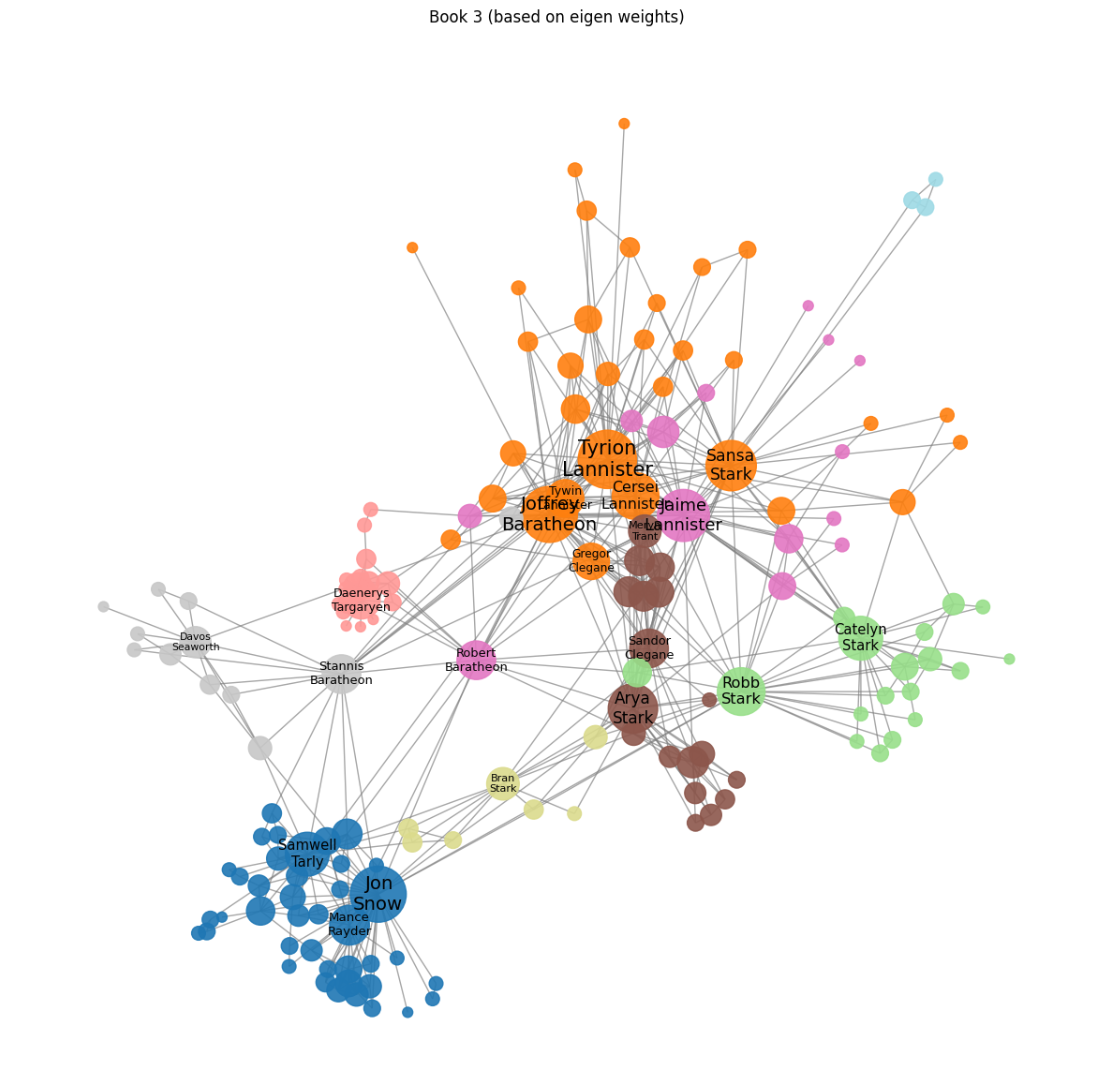 Book 3 (based on eigen weights)
Tyrion
Lannister
Sansa
Stark
Cersei
Lannister
Tywin
Lannister
Joffrey
Baratheon
Jaime
Lannister
Meryn
Trant
Gregor
Clegane
Daenerys
Targaryen
Davos
Seaworth
Stannis
Baratheon
Robert
Baratheon
Sandor
Clegane
Catelyn
Stark
Robb
Stark
Arya
Stark
Bran
Stark
Samwell
Tarly
Jon
Snow
Mance
Rayder